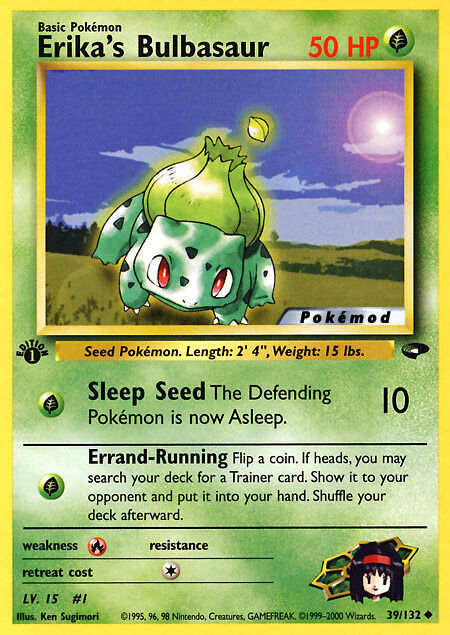 Basic Pokémon
Erika's Bulbasaur 50 HP
Pokémod
EDITION
1
Seed Pokémon. Length: 2' 4", Weight: 15 lbs.
Sleep Seed The Defending 10
Pokémon is now Asleep.
Errand-Running Flip a coin. If heads, you may
search your deck for a Trainer card. Show it to your
opponent and put it into your hand. Shuffle your
deck afterward.
weakness resistance
retreat cost
LV. 15 #1
Illus. Ken Sugimori ©1995, 96, 98 Nintendo, Creatures, GAMEFREAK. ©1999-2000 Wizards. 39/132